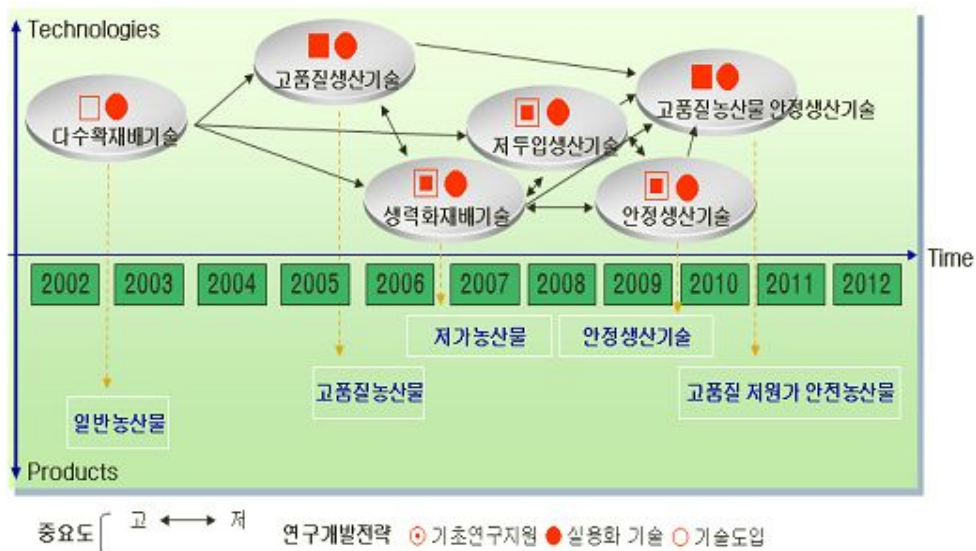 Technologies
고품질생산기술
다수확재배기술
고품질농산물 안정생산기술
저투입생산기술
생력화재배기술
안정생산기술
Time
2002 2003 2004 2005 2006 2007 2008 2009 2010 2011 2012
저가농산물
안정생산기술
고품질농산물
고품질 저원가 안전농산물
일반농산물
Products
중요도 고 저 연구개발전략 기초연구지원 실용화 기술 기술도입